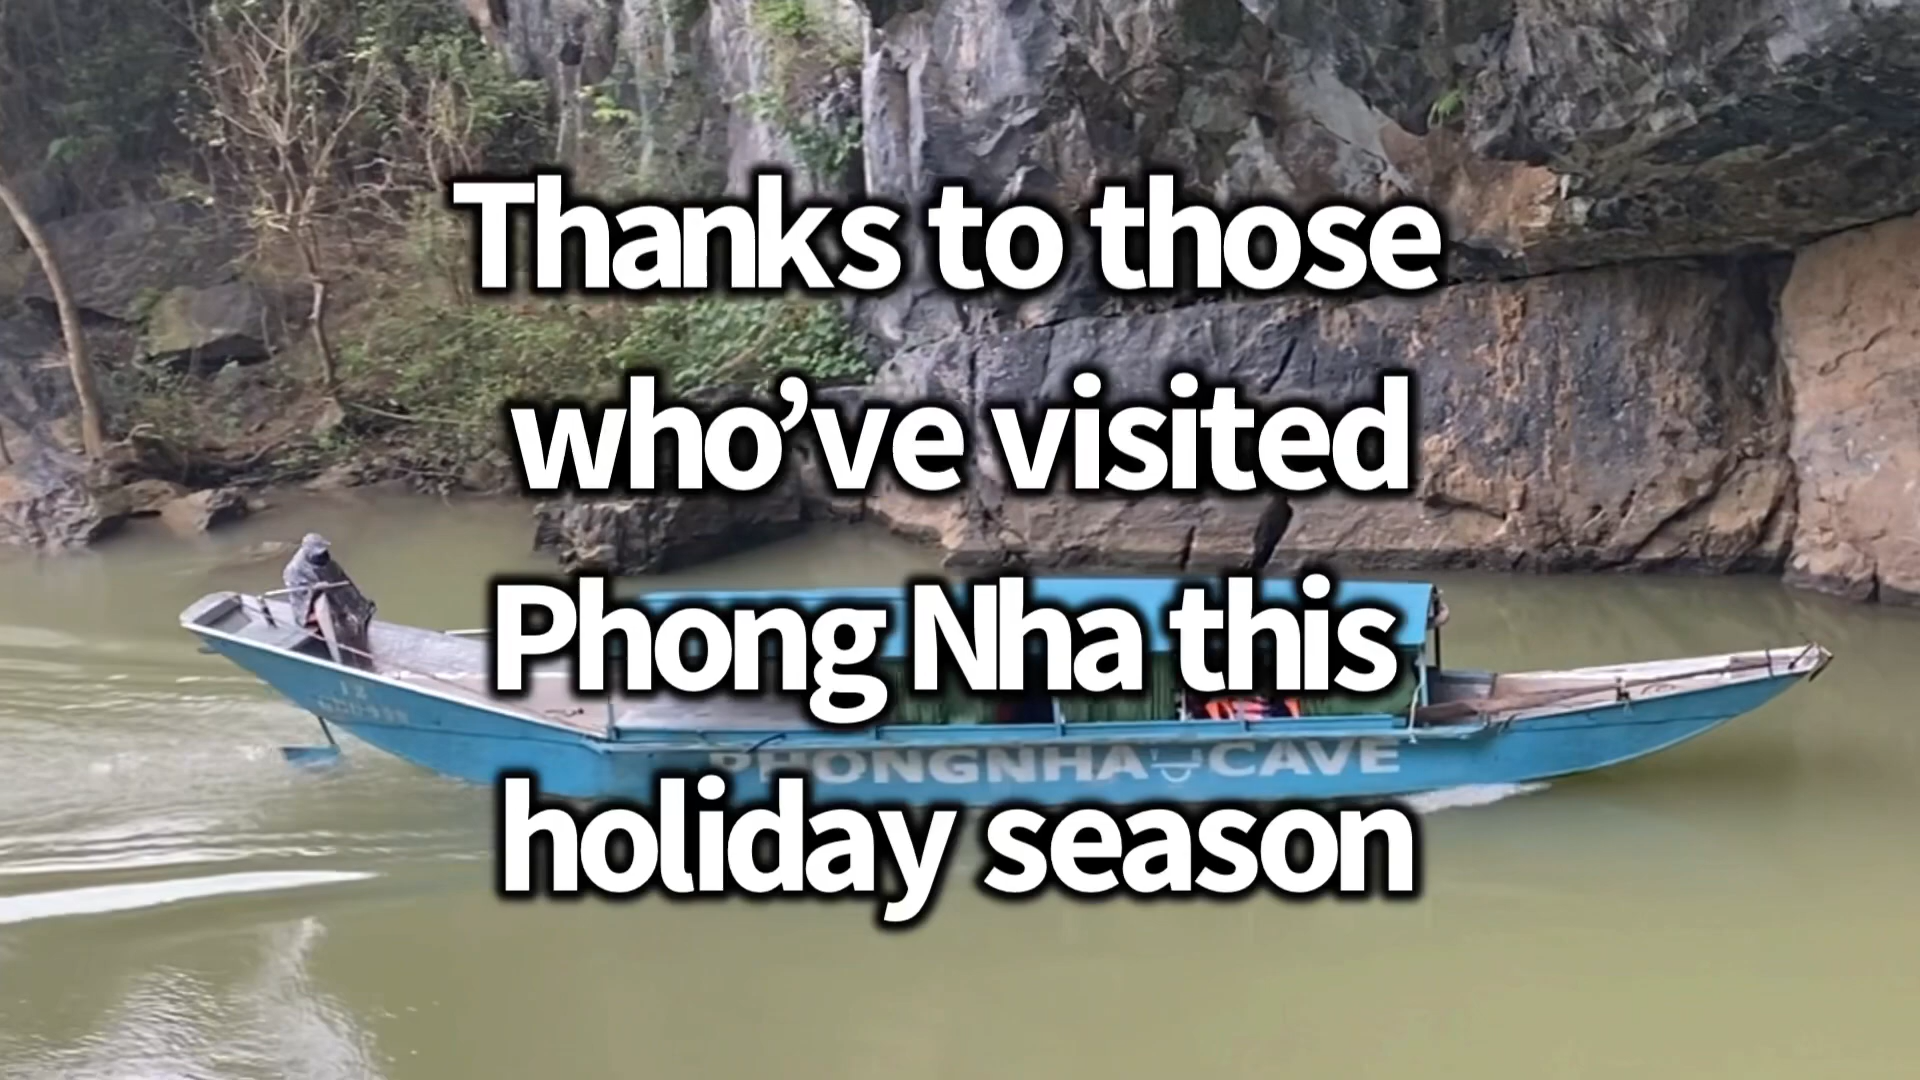 Thanks to those
who’ve visited
Phong Nha this
holiday season
PHONGNHA CAVE